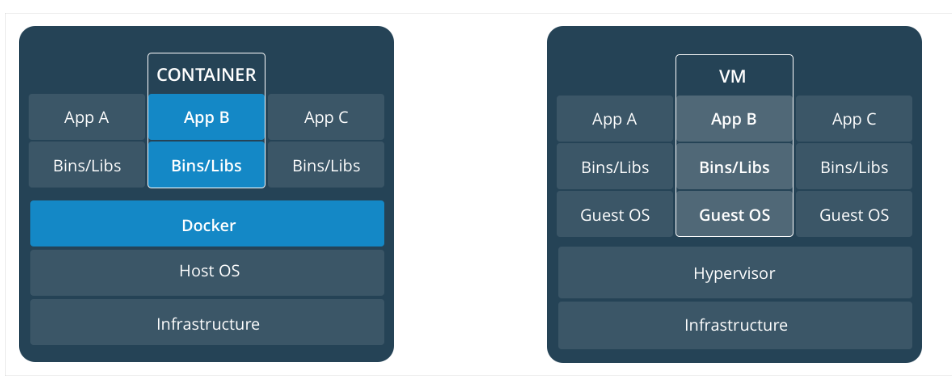 CONTAINER
App A App B App C
Bins/Libs Bins/Libs Bins/Libs
Docker
Host OS
Infrastructure
VM
App A App B App C
Bins/Libs Bins/Libs Bins/Libs
Guest OS Guest OS Guest OS
Hypervisor
Infrastructure